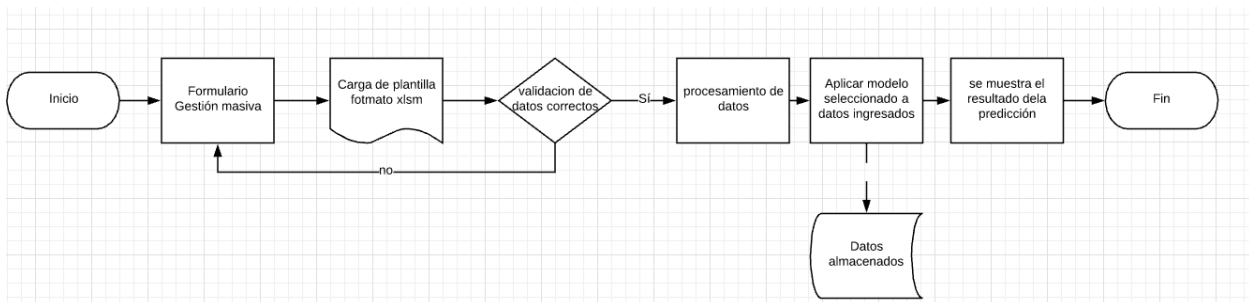 Inicio
Formulario
Gestión masiva
Carga de plantilla
fotmato xlsm
validacion de
datos correctos
Sí
procesamiento de
datos
Aplicar modelo
seleccionado a
datos ingresados
se muestra el
resultado dela
predicción
Fin
no
Datos
almacenados